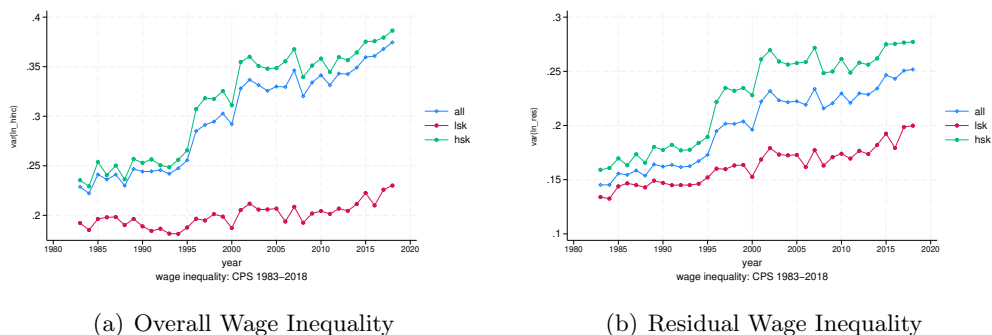 .4
.35
.3
.25
.2
var(ln_hinc)
1980 1985 1990 1995 2000 2005 2010 2015 2020
year
wage inequality: CPS 1983–2018
all
lsk
hsk
(a) Overall Wage Inequality
.3
.25
.2
.15
.1
var(ln_res)
1980 1985 1990 1995 2000 2005 2010 2015 2020
year
wage inequality: CPS 1983–2018
all
lsk
hsk
(b) Residual Wage Inequality